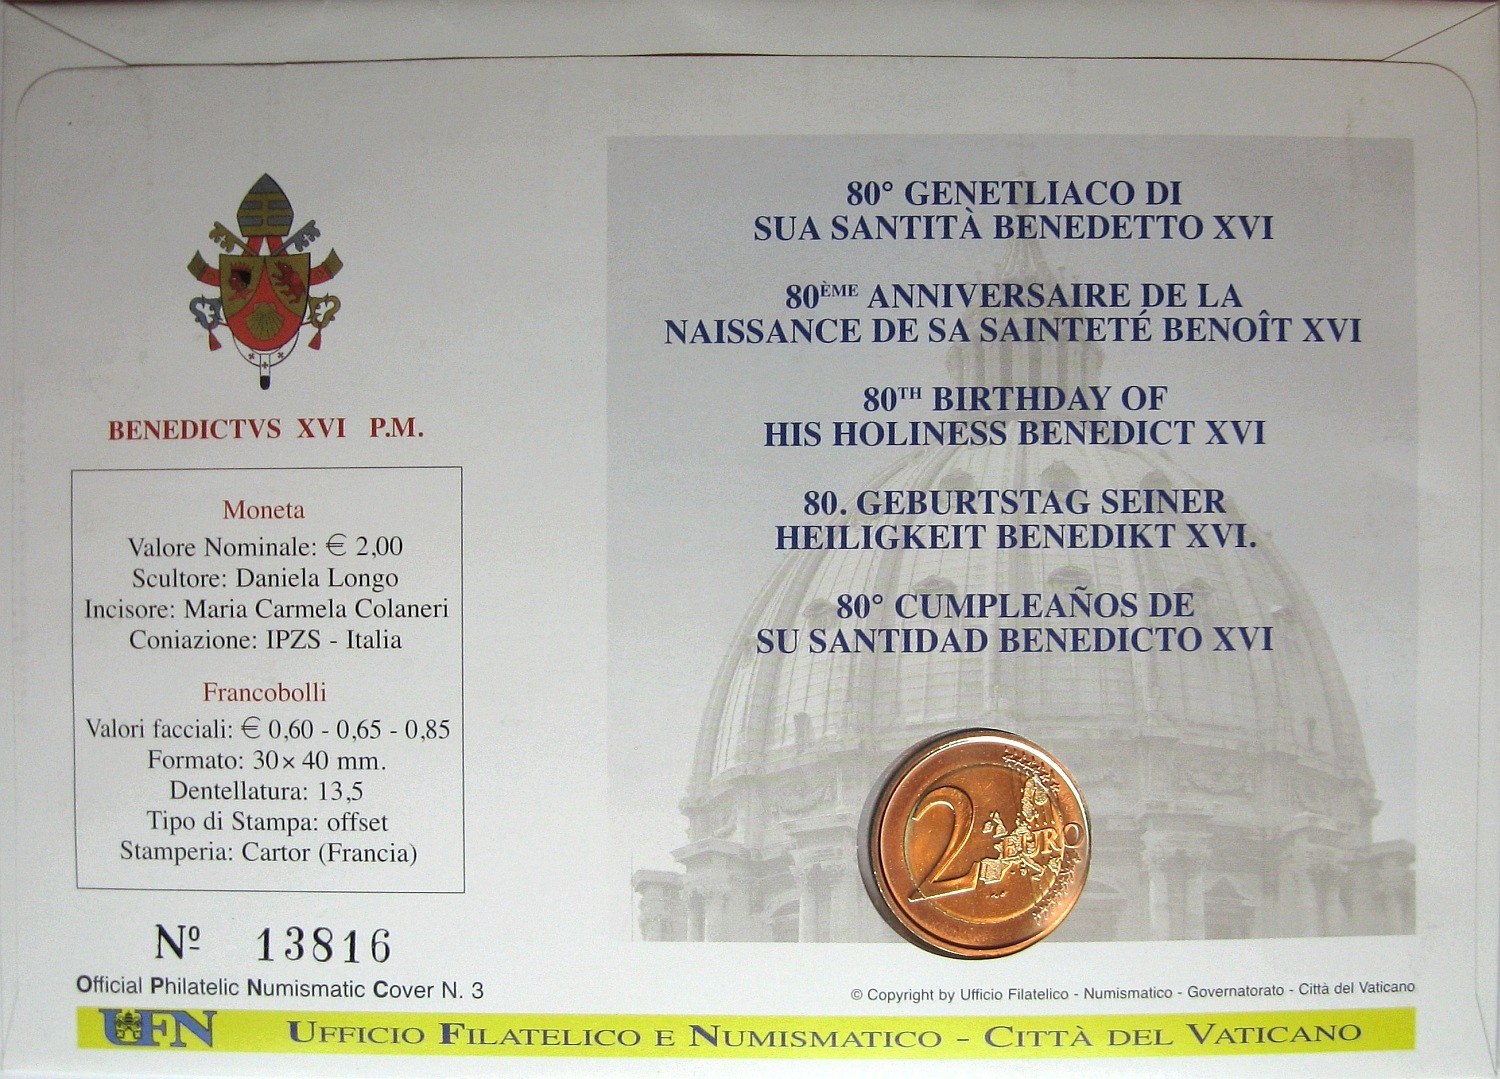 BENEDICTVS XVI P.M.
Moneta
Valore Nominale: € 2,00
Scultore: Daniela Longo
Incisore: Maria Carmela Colaneri
Coniazione: IPZS - Italia
Francobolli
Valori facciali: € 0,60 - 0,65 - 0,85
Formato: 30 × 40 mm.
Dentellatura: 13,5
Tipo di Stampa: offset
Stamperia: Cartor (Francia)
Nº 13816
Official Philatelic Numismatic Cover N. 3
80° GENETLIACO DI
SUA SANTITÀ BENEDETTO XVI
80ÈME ANNIVERSAIRE DE LA
NAISSANCE DE SA SAINTETÉ BENOÎT XVI
80TH BIRTHDAY OF
HIS HOLINESS BENEDICT XVI
80. GEBURTSTAG SEINER
HEILIGKEIT BENEDIKT XVI.
80° CUMPLEAÑOS DE
SU SANTIDAD BENEDICTO XVI
2 EURO
© Copyright by Ufficio Filatelico - Numismatico - Governatorato - Città del Vaticano
UFN UFFICIO FILATELICO E NUMISMATICO - CITTÀ DEL VATICANO